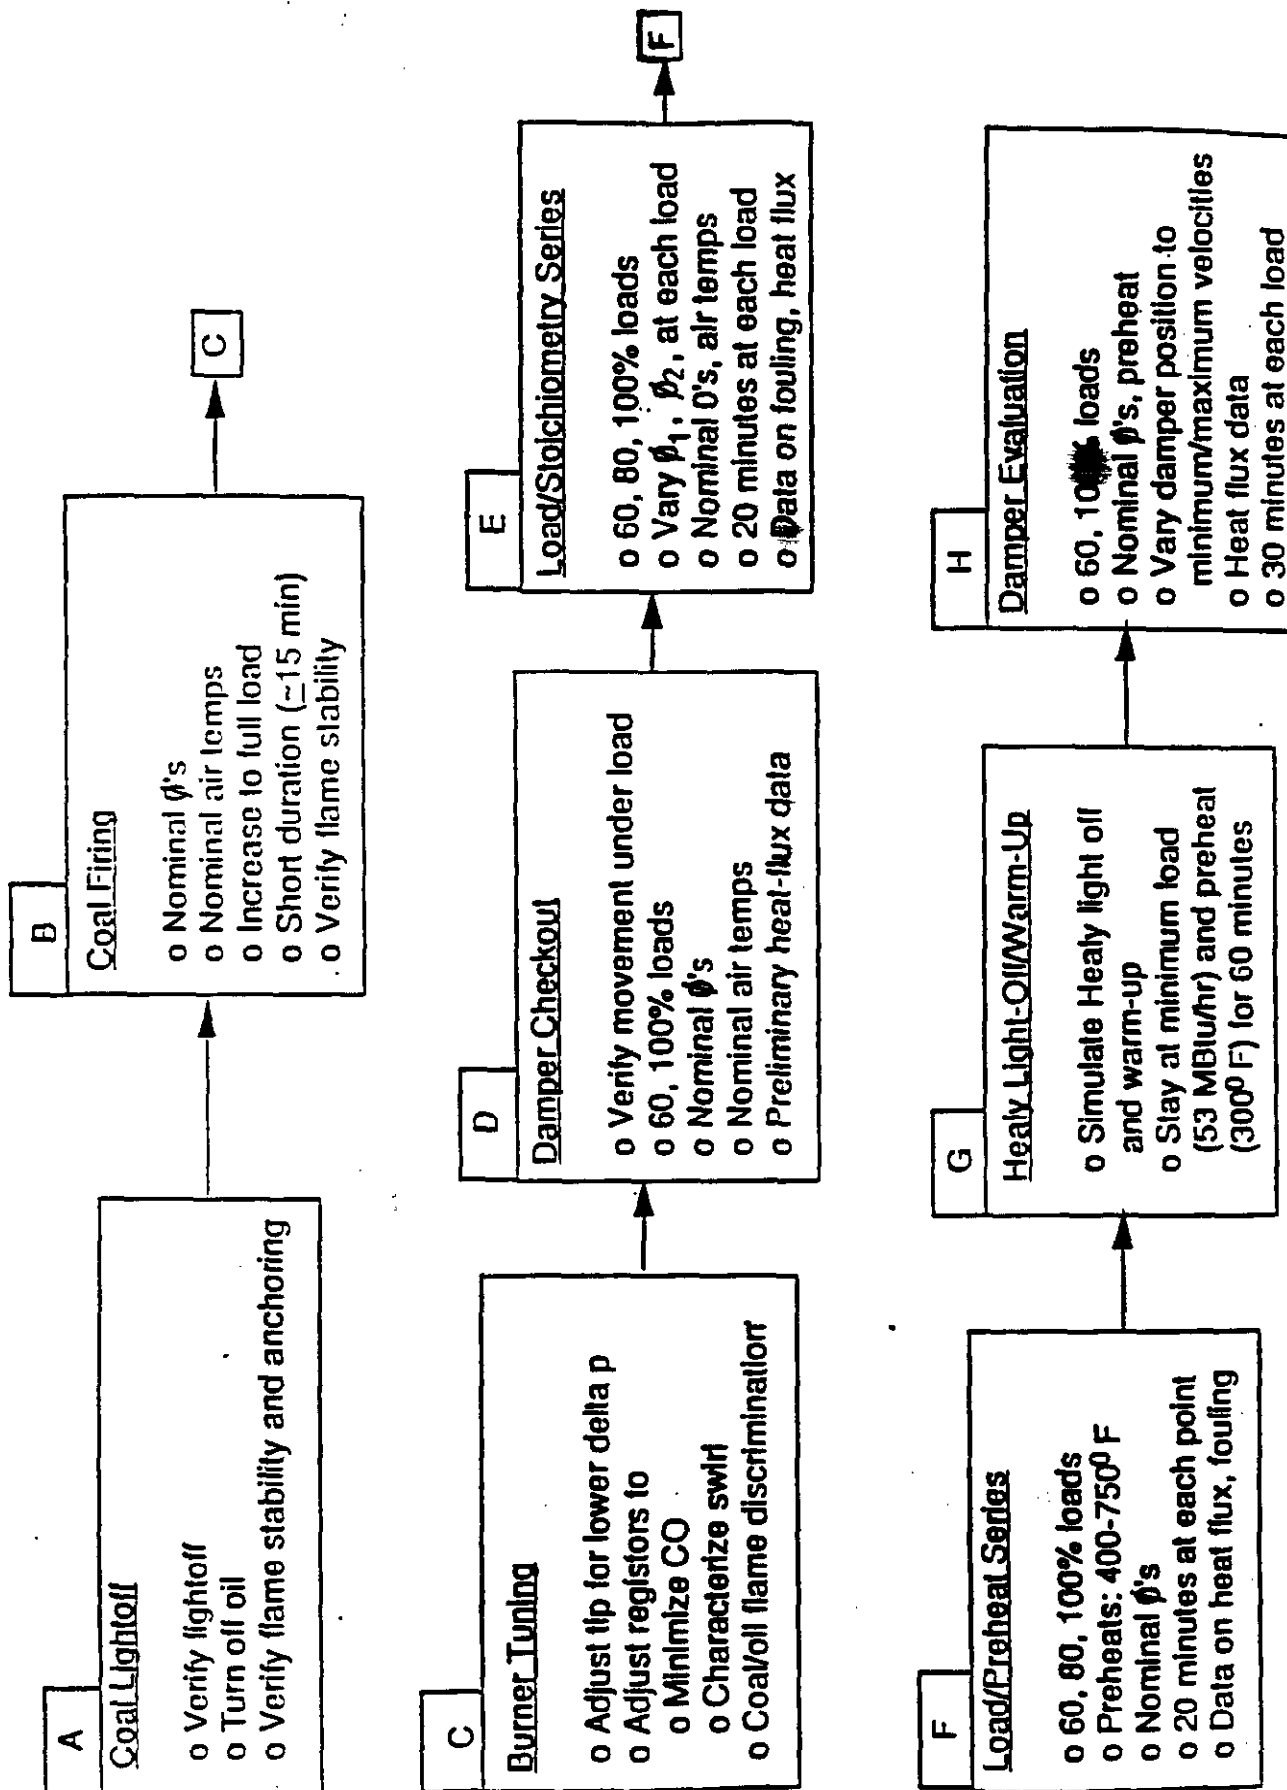 A
Coal Lightoff
o Verify lightoff
o Turn off oil
o Verify flame stability and anchoring
B
Coal Firing
o Nominal ø's
o Nominal air temps
o Increase to full load
o Short duration (~15 min)
o Verify flame stability
C
C
Burner Tuning
o Adjust tip for lower delta p
o Adjust registors to
o Minimize CO
o Characterize swirl
o Coal/oil flame discrimination
D
Damper Checkout
o Verify movement under load
o 60, 100% loads
o Nominal ø's
o Nominal air temps
o Preliminary heat-flux data
E
Load/Stoichiometry Series
o 60, 80, 100% loads
o Vary ø1, ø2, at each load
o Nominal 0's, air temps
o 20 minutes at each load
o Data on fouling, heat flux
F
F
Load/Preheat Series
o 60, 80, 100% loads
o Preheats: 400-750⁰ F
o Nominal ø's
o 20 minutes at each point
o Data on heat flux, fouling
G
Healy Light-Off/Warm-Up
o Simulate Healy light off
and warm-up
o Stay at minimum load
(53 MBtu/hr) and preheat
(300⁰ F) for 60 minutes
H
Damper Evaluation
o 60, 100% loads
o Nominal ø's, preheat
o Vary damper position to
minimum/maximum velocities
o Heat flux data
o 30 minutes at each load